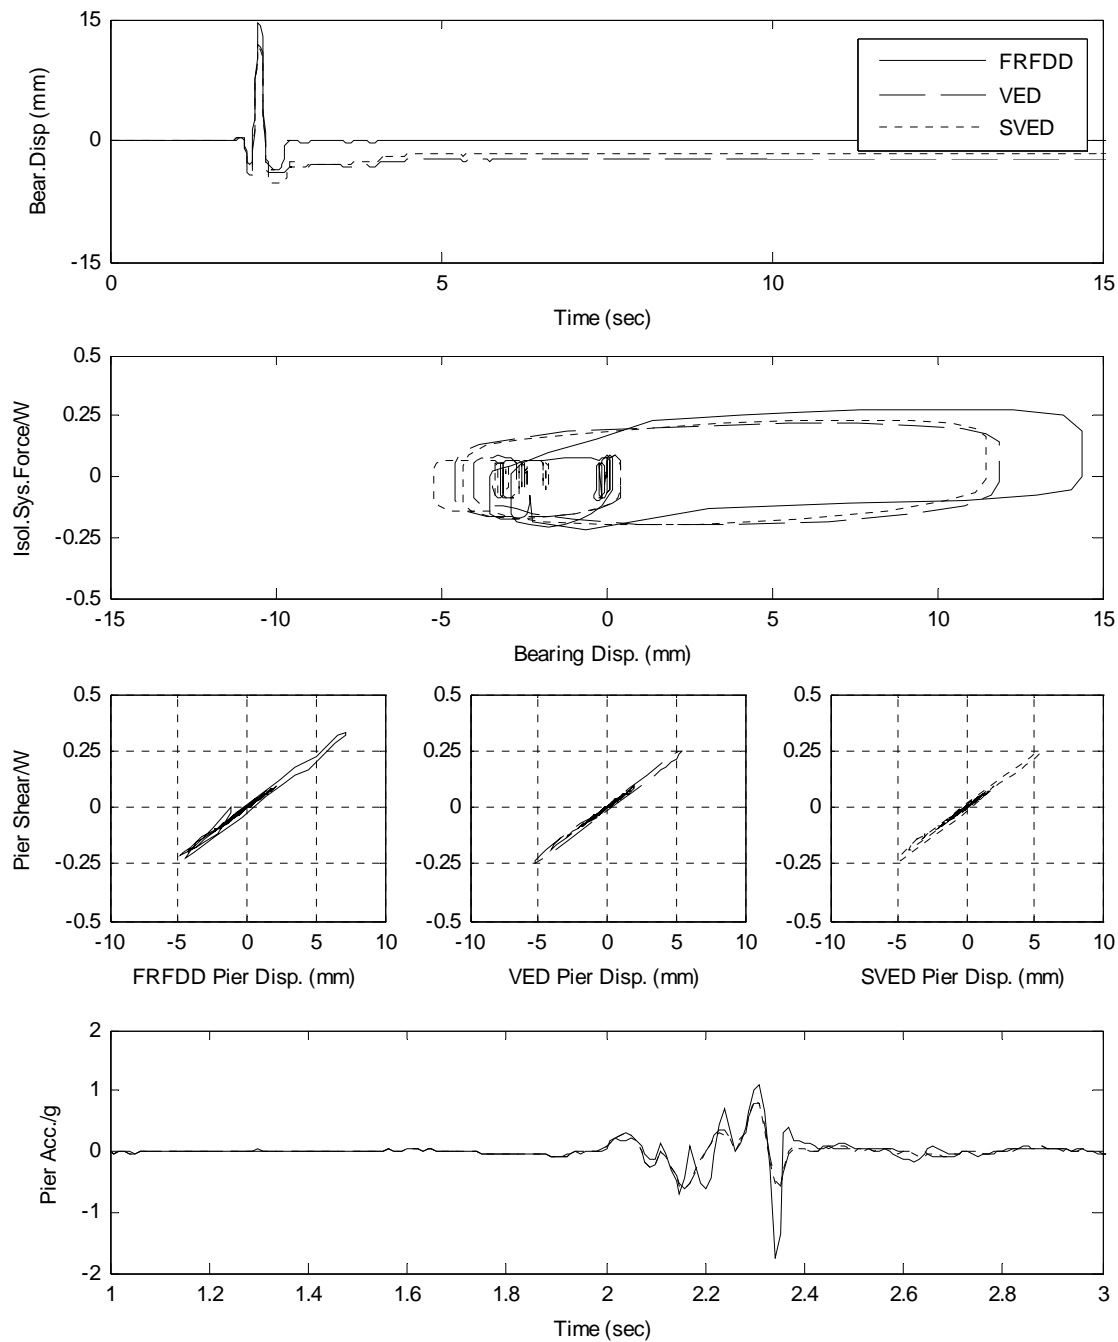 15
0
-15
Bear.Disp (mm)
FRFDD
VED
SVED
0 5 10 15
Time (sec)
0.5
0.25
0
-0.25
-0.5
Isol.Sys.Force/W
-15 -10 -5 0 5 10 15
Bearing Disp. (mm)
0.5 0.5 0.5
0.25 0.25 0.25
0 0 0
-0.25 -0.25 -0.25
-0.5 -0.5 -0.5
Pier Shear/W
-10 -5 0 5 10 -10 -5 0 5 10 -10 -5 0 5 10
FRFDD Pier Disp. (mm) VED Pier Disp. (mm) SVED Pier Disp. (mm)
2
1
0
-1
-2
Pier Acc./g
1 1.2 1.4 1.6 1.8 2 2.2 2.4 2.6 2.8 3
Time (sec)